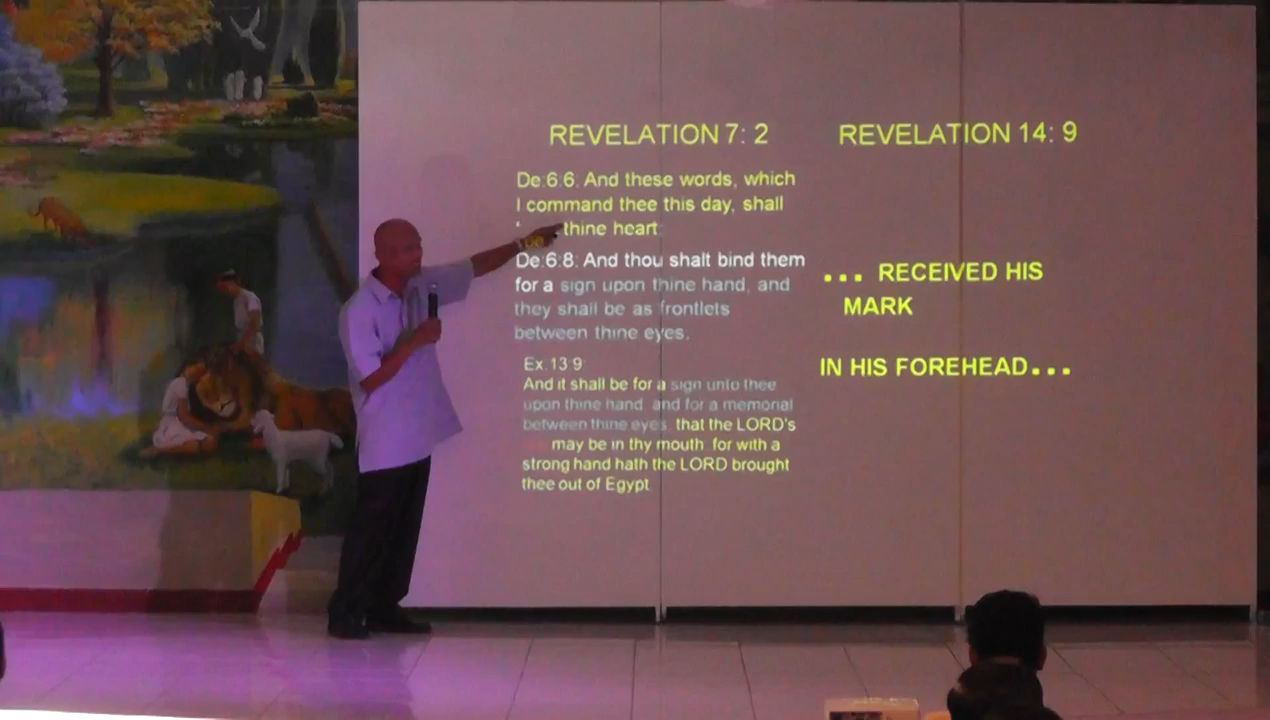 REVELATION 7: 2
De:6:6: And these words, which
I command thee this day, shall
thine heart:
De:6:8: And thou shalt bind them
for a sign upon thine hand, and
they shall be as frontlets
between thine eyes.
Ex.13:9
And it shall be for a sign unto thee
upon thine hand, and for a memorial
between thine eyes, that the LORD's
may be in thy mouth: for with a
strong hand hath the LORD brought
thee out of Egypt.
REVELATION 14: 9
... RECEIVED HIS
MARK
IN HIS FOREHEAD...